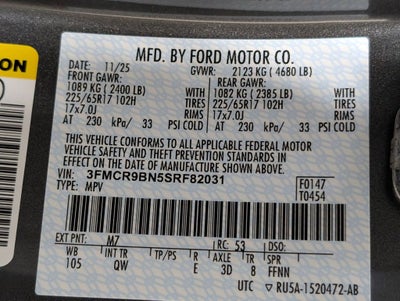 ON
MFD. BY FORD MOTOR CO.
DATE: 11/25 GVWR: 2123 KG ( 4680 LB)
FRONT GAWR: REAR GAWR:
1089 KG ( 2400 LB) WITH 1082 KG ( 2385 LB) WITH
225/65R17 102H TIRES 225/65R17 102H TIRES
17x7.0J RIMS 17x7.0J RIMS
AT 230 kPa/ 33 PSI COLD AT 230 kPa/ 33 PSI COLD
THIS VEHICLE CONFORMS TO ALL APPLICABLE FEDERAL MOTOR
VEHICLE SAFETY AND THEFT PREVENTION STANDARDS IN
EFFECT ON THE DATE OF MANUFACTURE SHOWN ABOVE.
VIN: 3FMCR9BN5SRF82031 F0147
TYPE: MPV T0454
EXT PNT: M7 RC: 53 DSO:
WB INT TR TP/PS R AXLE TR SPR
105 QW E 3D 8 FFNN
UTC ▽ RU5A-1520472-AB